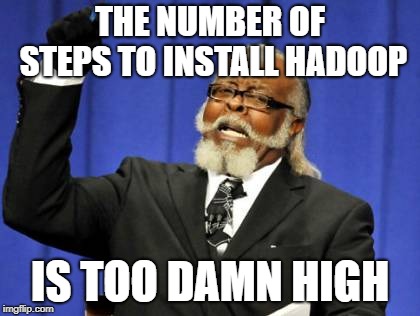 THE NUMBER OF
STEPS TO INSTALL HADOOP
IS TOO DAMN HIGH
imgflip.com